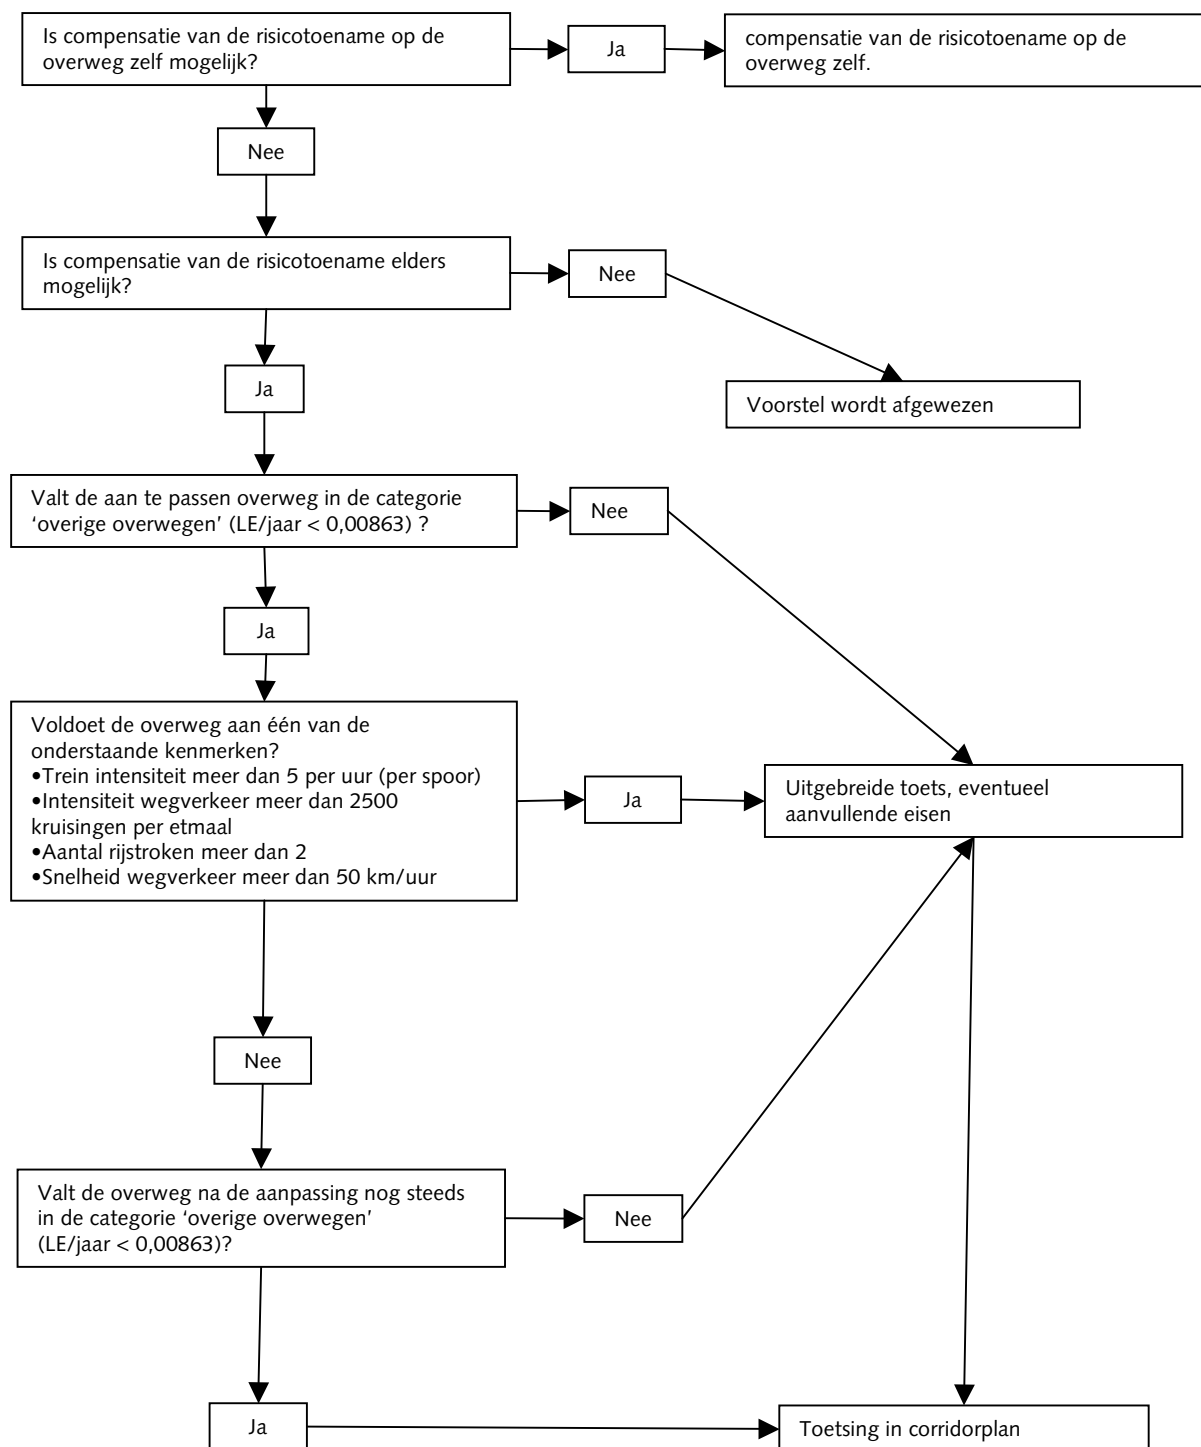 Is compensatie van de risicotoename op de
overweg zelf mogelijk?
Ja
compensatie van de risicotoename op de
overweg zelf.
Nee
Is compensatie van de risicotoename elders
mogelijk?
Nee
Voorstel wordt afgewezen
Ja
Valt de aan te passen overweg in de categorie
‘overige overwegen’ (LE/jaar < 0,00863) ?
Nee
Ja
Voldoet de overweg aan één van de
onderstaande kenmerken?
•Trein intensiteit meer dan 5 per uur (per spoor)
•Intensiteit wegverkeer meer dan 2500
kruisingen per etmaal
•Aantal rijstroken meer dan 2
•Snelheid wegverkeer meer dan 50 km/uur
Ja
Uitgebreide toets, eventueel
aanvullende eisen
Nee
Valt de overweg na de aanpassing nog steeds
in de categorie ‘overige overwegen’
(LE/jaar < 0,00863)?
Nee
Ja
Toetsing in corridorplan